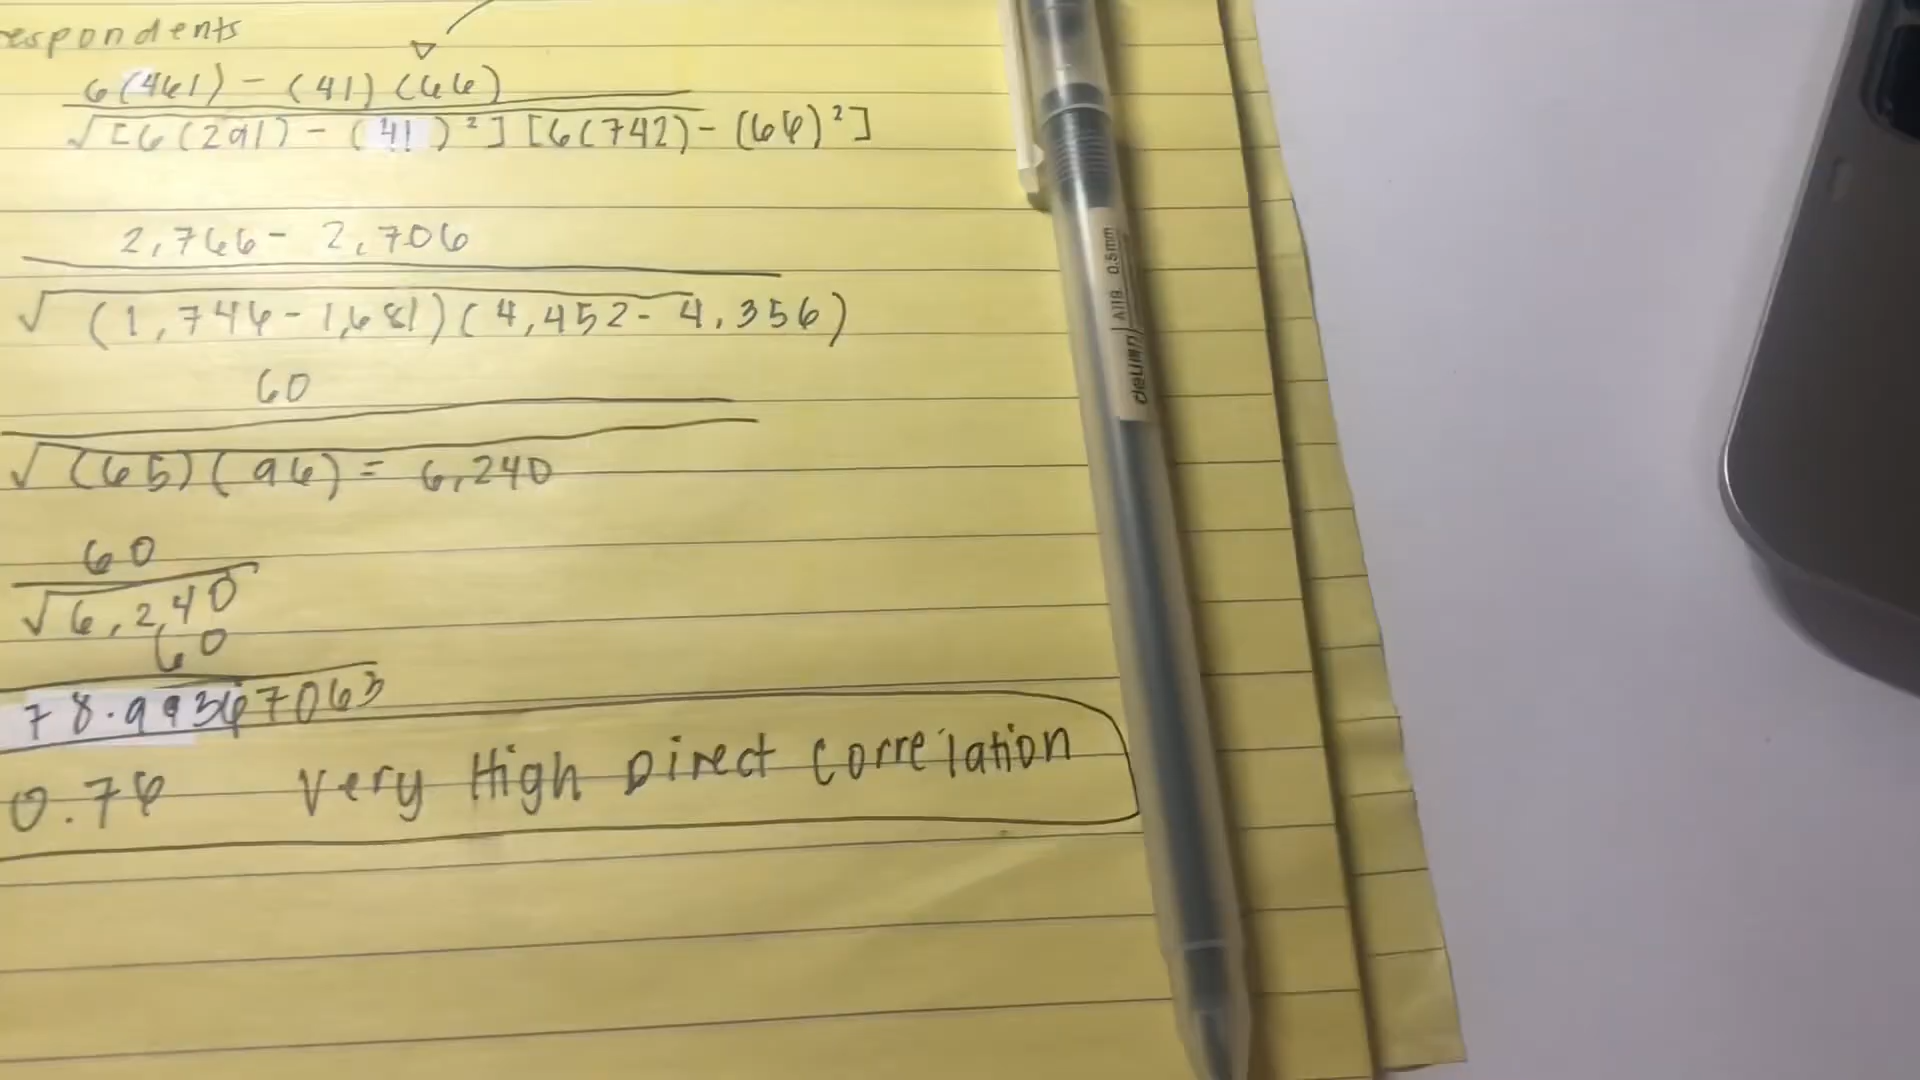 respondents
6(461) - (41) (66)
√[6(291) - (41)²] [6(742) - (66)²]
2,766 - 2,706
√(1,746 - 1,681) (4,452 - 4,356)
60
√(65) (96) = 6,240
60
√6,240
60
78.99367063
0.76 Very High Direct Correlation
delimn A119 0.5mm